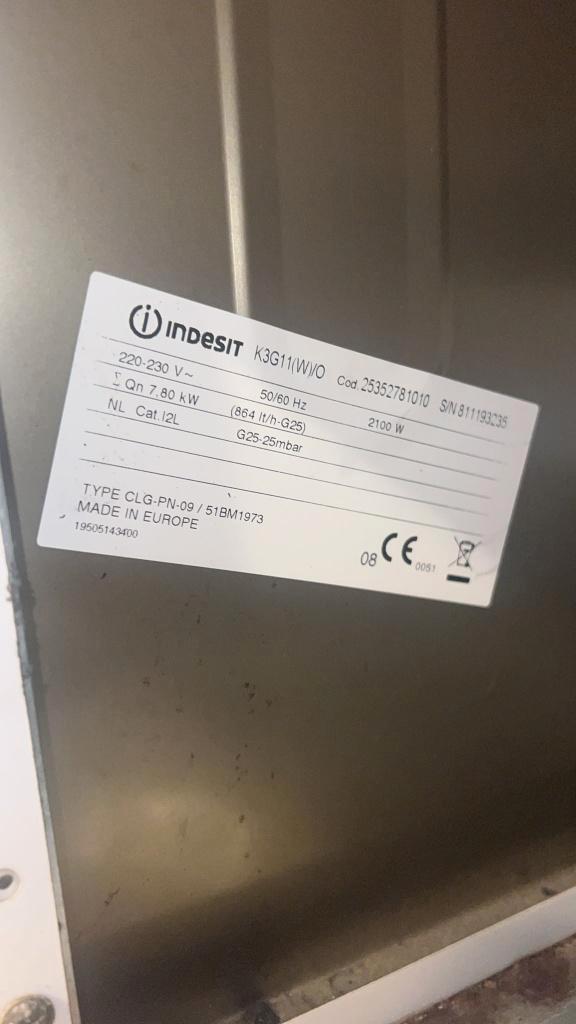 indesit K3G11(W)/O Cod. 25352781010 S/N 811193235
220-230 V~ 50/60 Hz 2100 W
Σ Qn 7,80 kW (864 lt/h-G25)
NL Cat.I2L G25-25mbar
TYPE CLG-PN-09 / 51BM1973
MADE IN EUROPE
19505143400
08 CE 0051